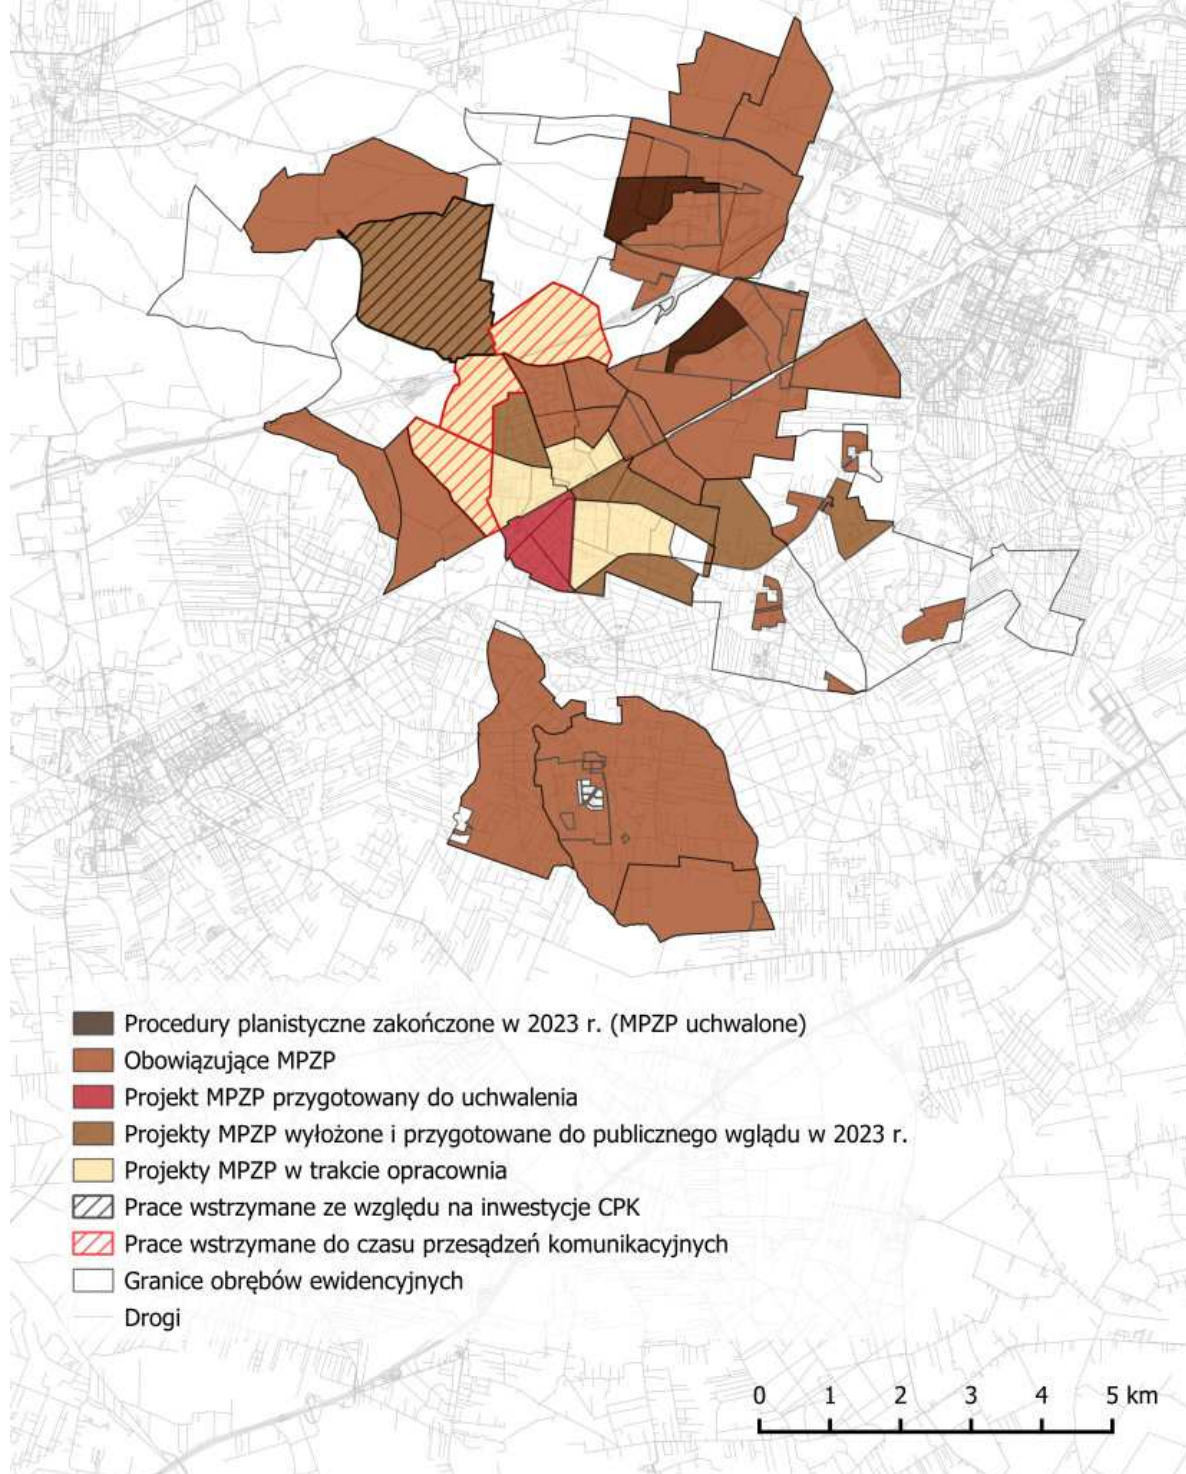 Procedury planistyczne zakończone w 2023 r. (MPZP uchwalone)
Obowiązujące MPZP
Projekt MPZP przygotowany do uchwalenia
Projekty MPZP wyłożone i przygotowane do publicznego wglądu w 2023 r.
Projekty MPZP w trakcie opracownia
Prace wstrzymane ze względu na inwestycje CPK
Prace wstrzymane do czasu przesądzeń komunikacyjnych
Granice obrębów ewidencyjnych
Drogi
0 1 2 3 4 5 km